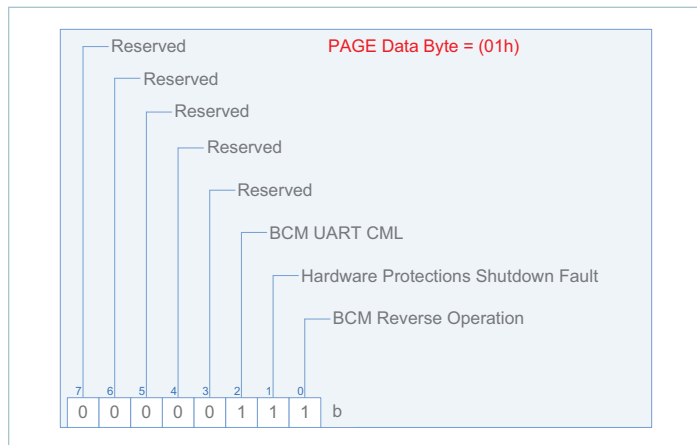 Reserved PAGE Data Byte = (01h)
Reserved
Reserved
Reserved
Reserved
BCM UART CML
Hardware Protections Shutdown Fault
BCM Reverse Operation
7 6 5 4 3 2 1 0
0 0 0 0 0 1 1 1 b